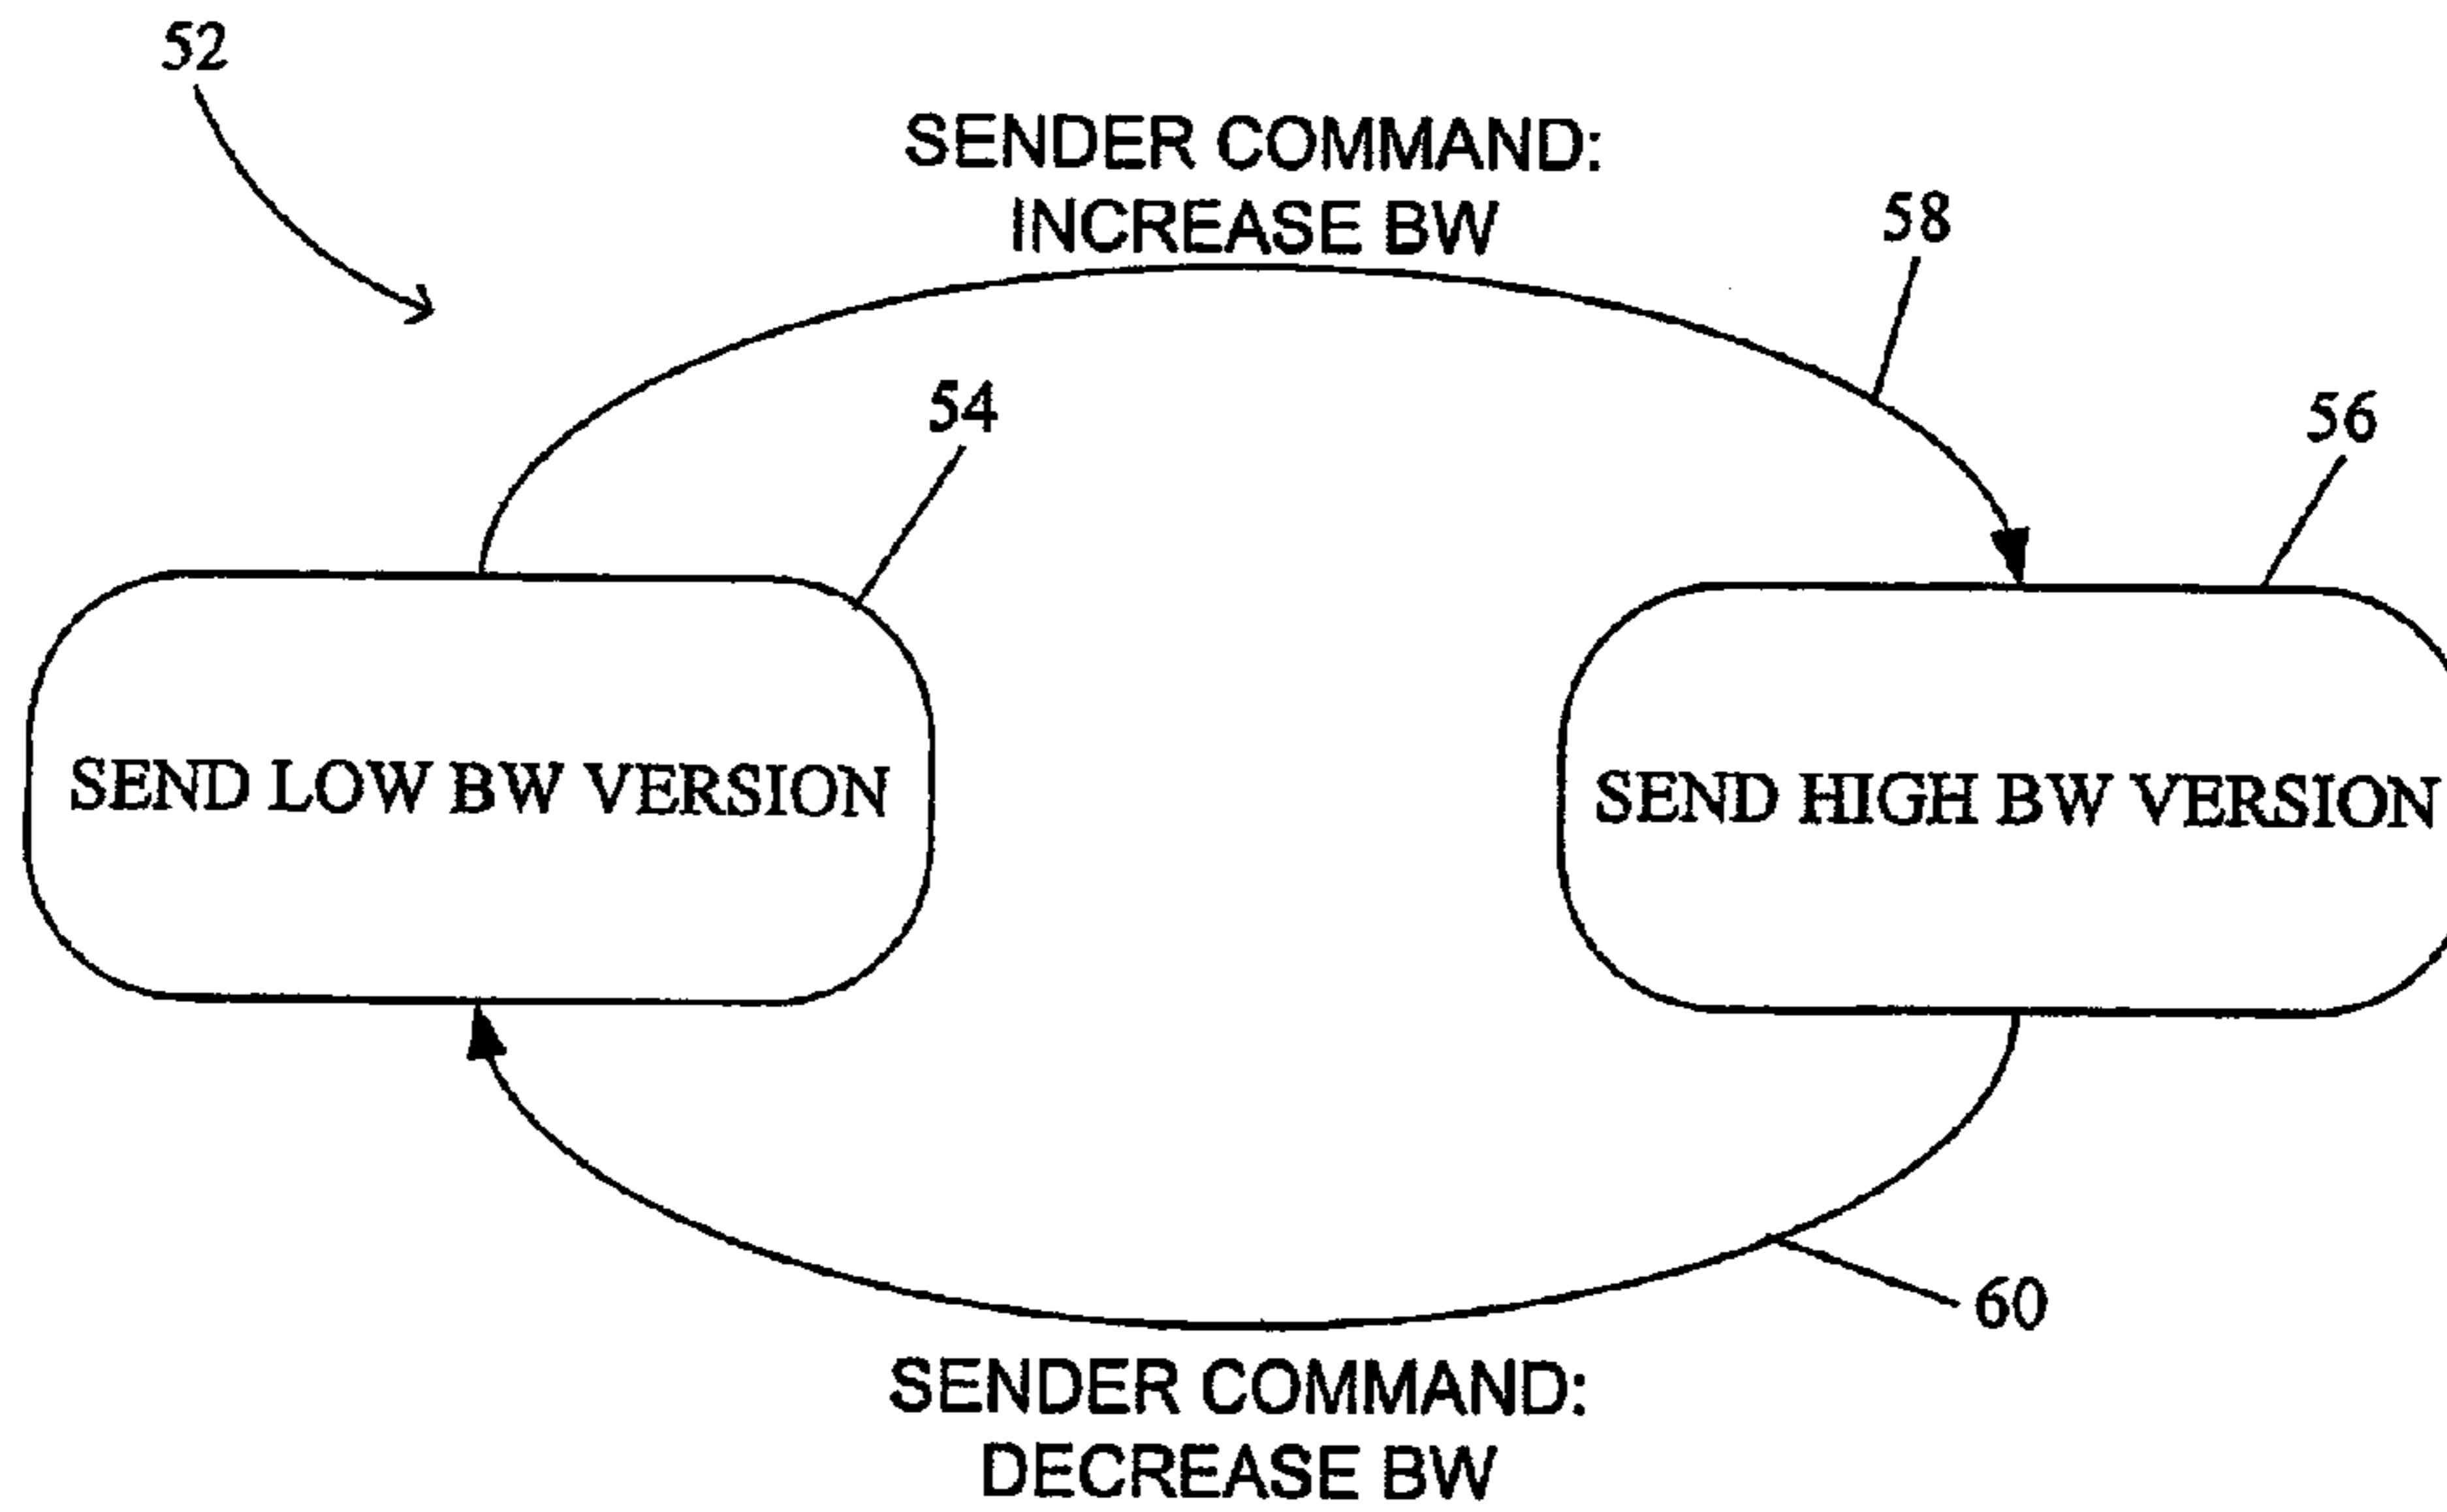 52
SENDER COMMAND:
INCREASE BW
58
54
56
SEND LOW BW VERSION
SEND HIGH BW VERSION
60
SENDER COMMAND:
DECREASE BW